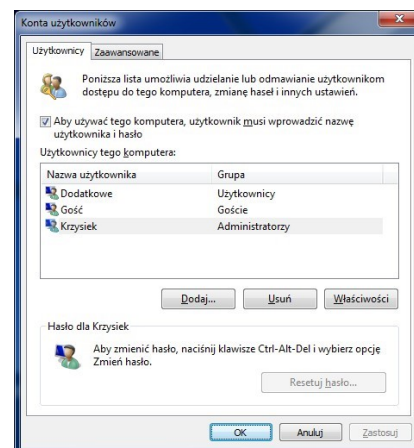 Konta użytkowników
Użytkownicy Zaawansowane
Poniższa lista umożliwia udzielanie lub odmawianie użytkownikom
dostępu do tego komputera, zmianę haseł i innych ustawień.
Aby używać tego komputera, użytkownik musi wprowadzić nazwę
użytkownika i hasło
Użytkownicy tego komputera:
Nazwa użytkownika Grupa
Dodatkowe Użytkownicy
Gość Goście
Krzysiek Administratorzy
Dodaj... Usuń Właściwości
Hasło dla Krzysiek
Aby zmienić hasło, naciśnij klawisze Ctrl-Alt-Del i wybierz opcję
Zmień hasło.
Resetuj hasło...
OK Anuluj Zastosuj